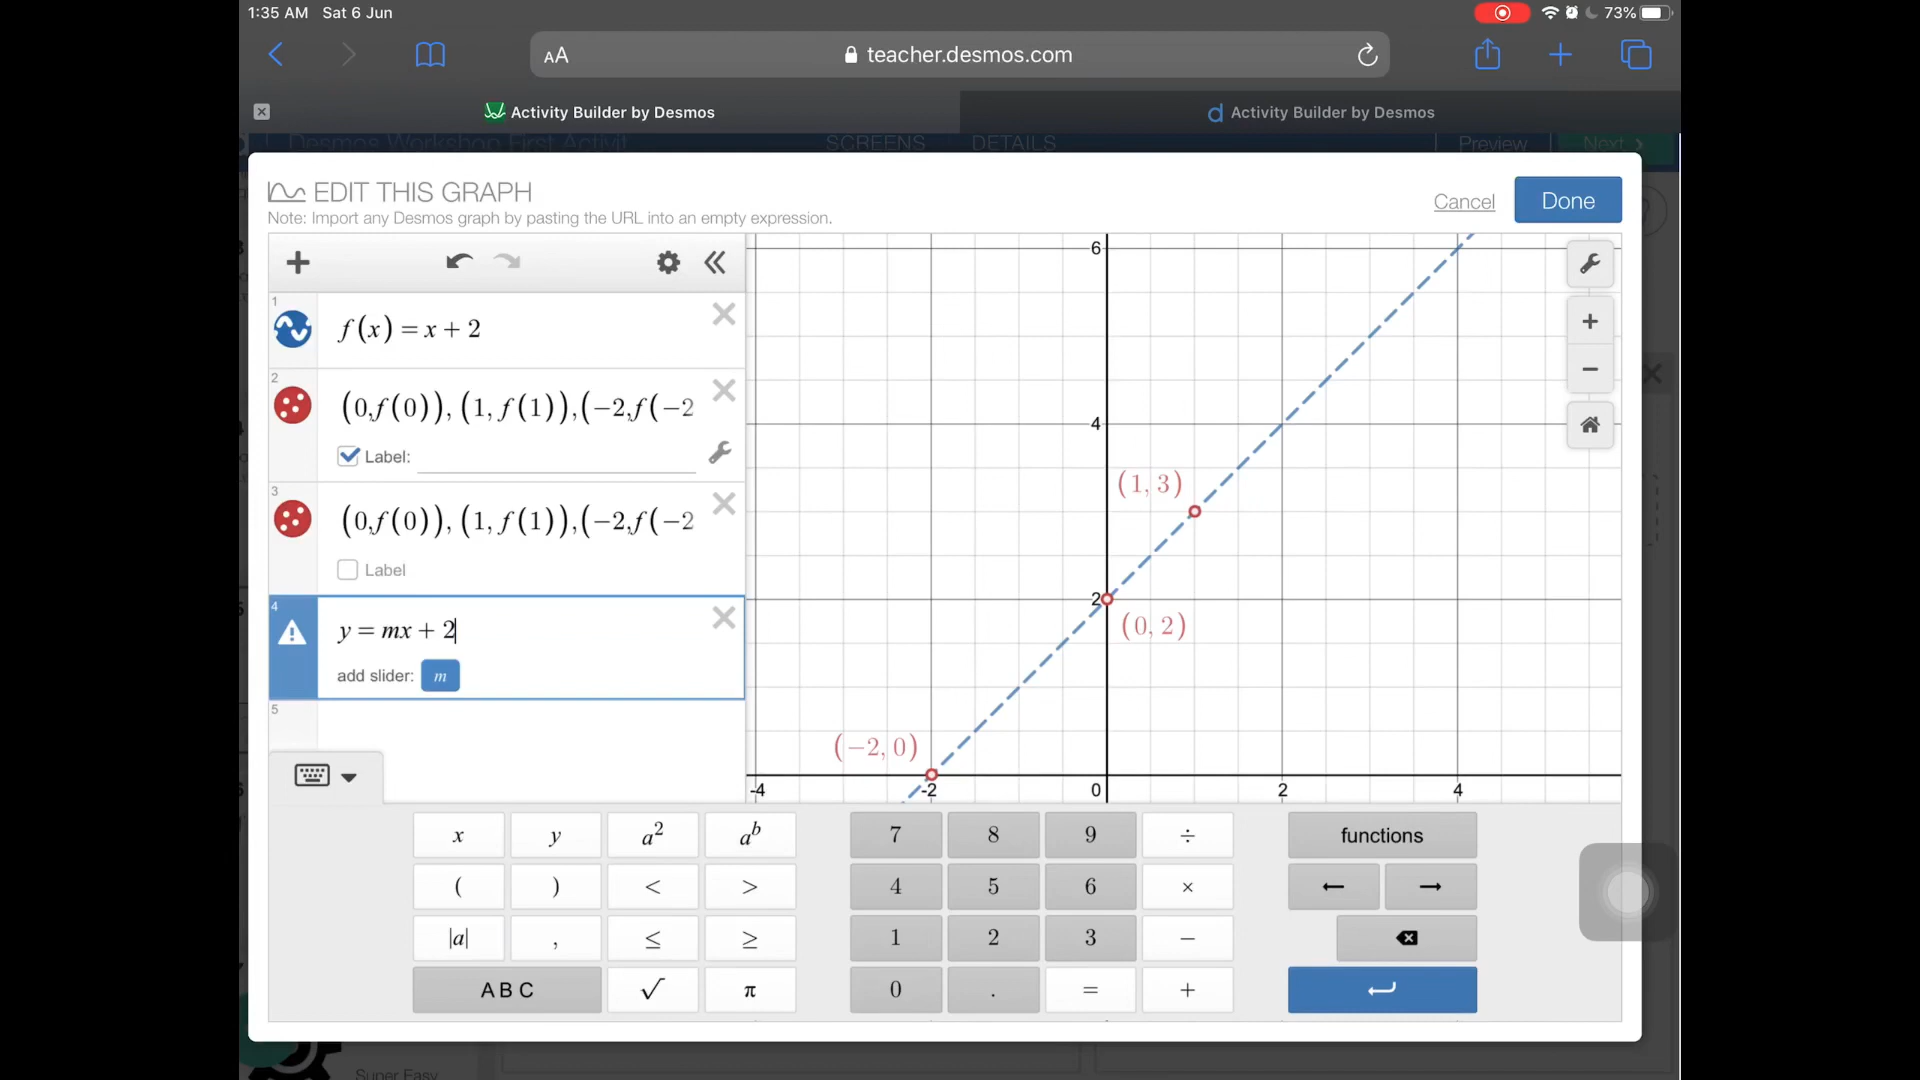 1:35 AM Sat 6 Jun
73%
AA
teacher.desmos.com
Activity Builder by Desmos
Activity Builder by Desmos
Desmos Workshop First Activit
SCREENS
DETAILS
Preview
Next >
EDIT THIS GRAPH
Note: Import any Desmos graph by pasting the URL into an empty expression.
Cancel
Done
1
f(x) = x + 2
2
(0,f(0)), (1, f(1)),(−2,f(−2
Label:
3
(0,f(0)), (1, f(1)),(−2,f(−2
Label
4
y = mx + 2
add slider: m
5
6
4
2
(1, 3)
(0, 2)
(−2, 0)
-4 -2 0 2 4
x y a² aᵇ 7 8 9 ÷ functions
( ) < > 4 5 6 × ← →
|a| , ≤ ≥ 1 2 3 −
A B C √ π 0 . = +
Super Easy